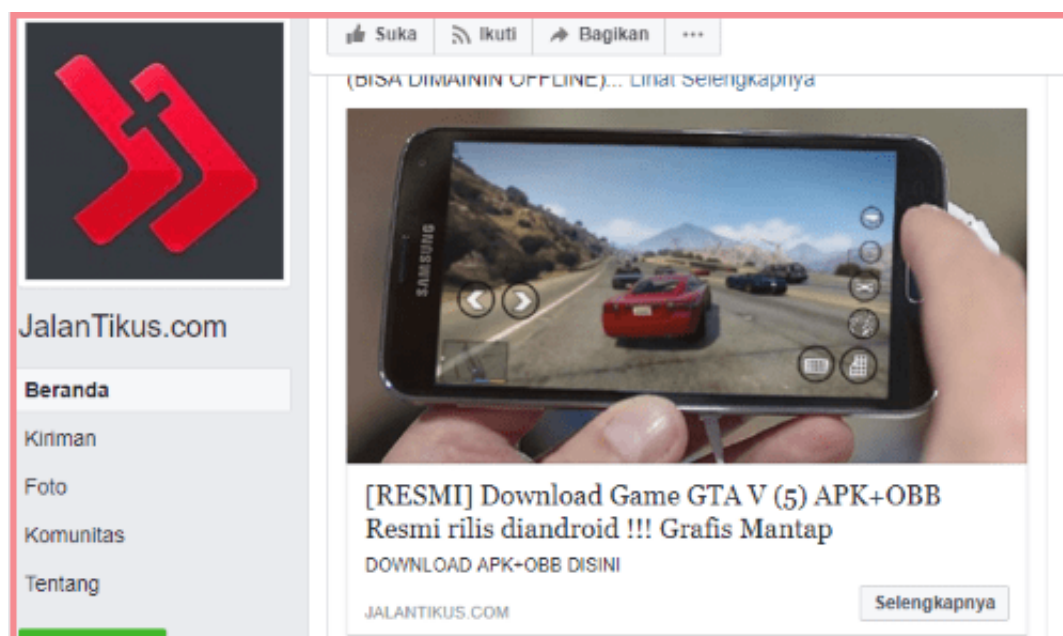 Suka
Ikuti
Bagikan
(BISA DIMAININ OFFLINE)... Lihat Selengkapnya
SAMSUNG
JalanTikus.com
Beranda
Kiriman
Foto
Komunitas
Tentang
[RESMI] Download Game GTA V (5) APK+OBB
Resmi rilis diandroid !!! Grafis Mantap
DOWNLOAD APK+OBB DISINI
JALANTIKUS.COM
Selengkapnya